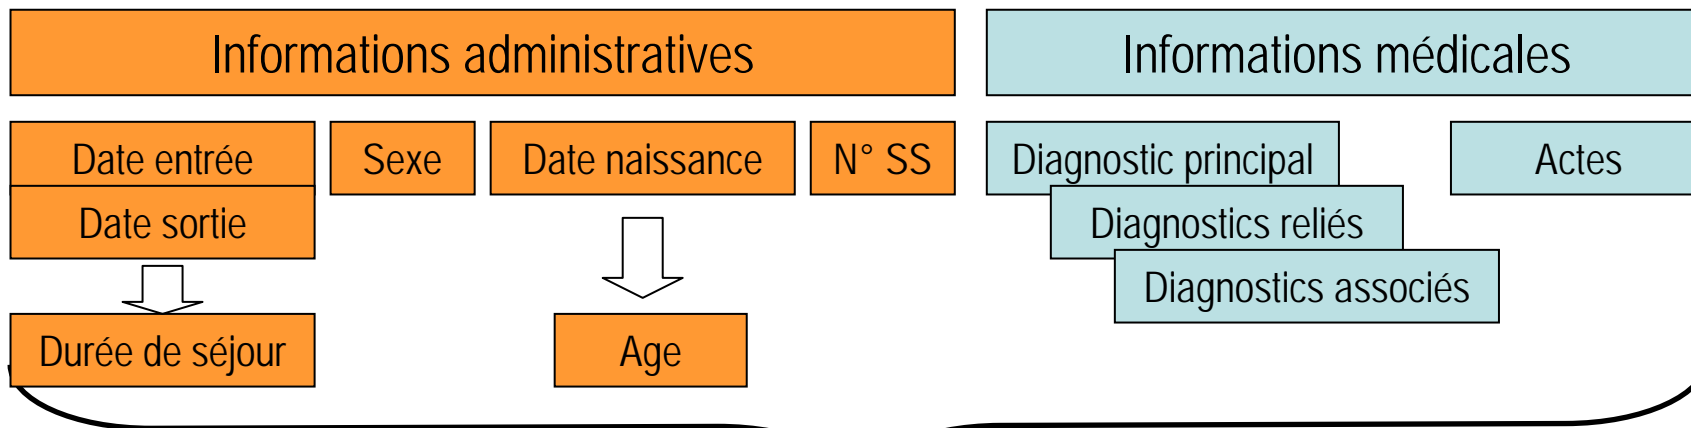 Informations administratives
Informations médicales
Date entrée
Sexe
Date naissance
N° SS
Diagnostic principal
Actes
Date sortie
Diagnostics reliés
Diagnostics associés
Durée de séjour
Age